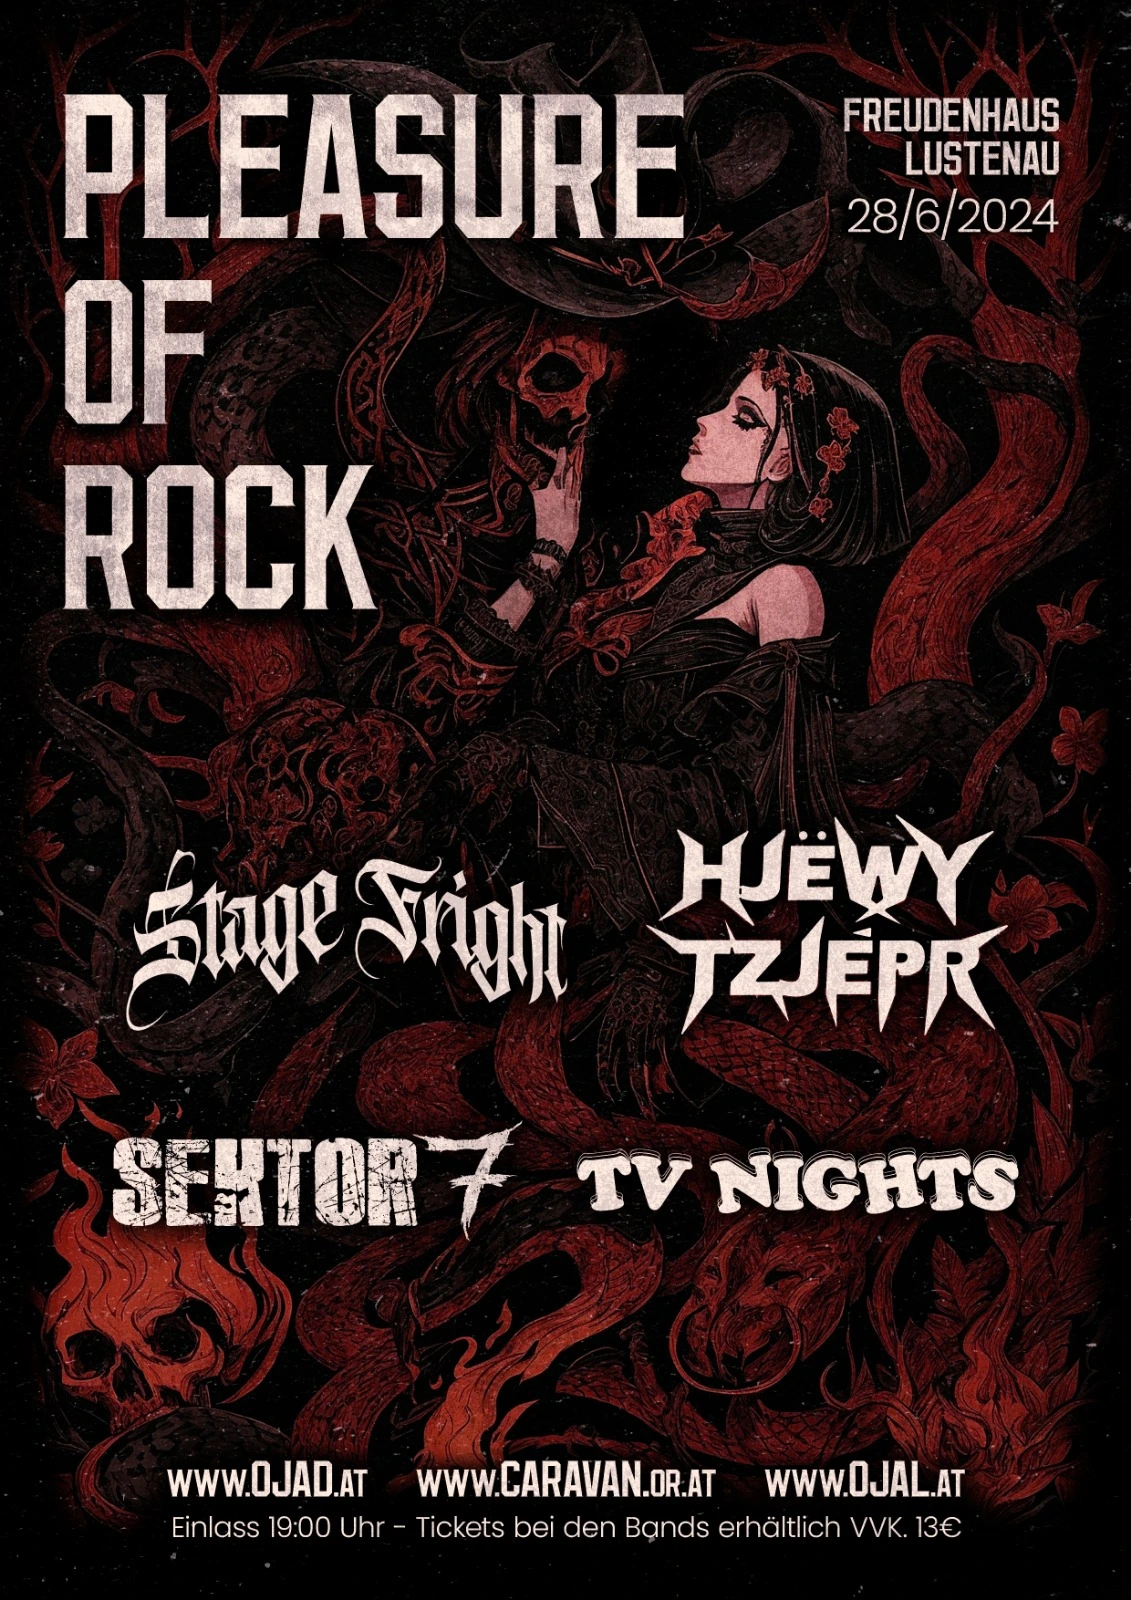 PLEASURE
OF
ROCK
FREUDENHAUS
LUSTENAU
28/6/2024
Stage Fright
HJËWY
TZJÉPR
SEKTOR 7
TV NIGHTS
WWW.OJAD.AT WWW.CARAVAN.OR.AT WWW.OJAL.AT
Einlass 19:00 Uhr - Tickets bei den Bands erhältlich VVK. 13€